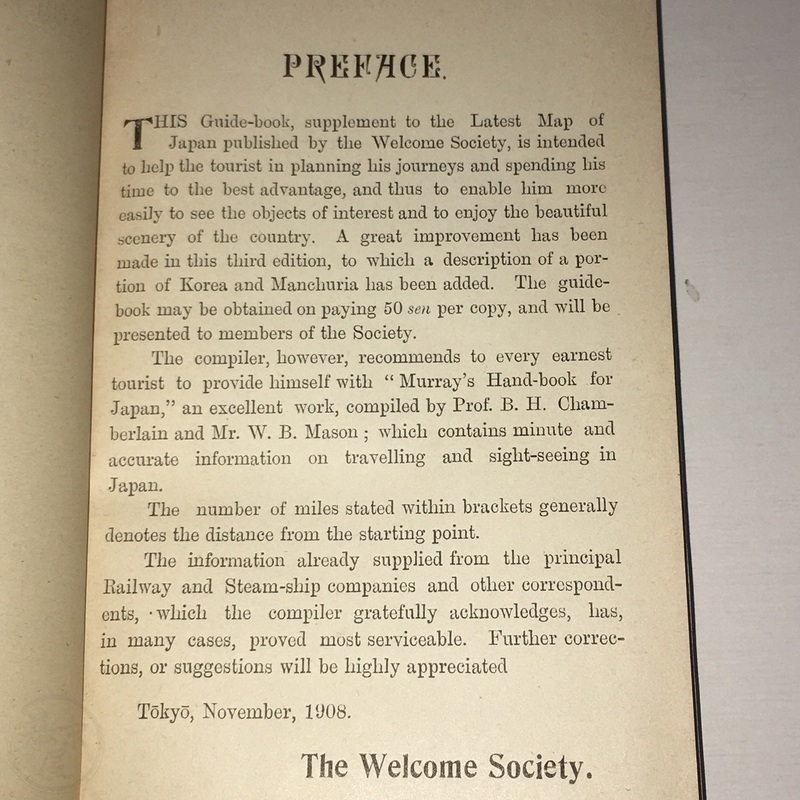 PREFACE.
THIS Guide-book, supplement to the Latest Map of
Japan published by the Welcome Society, is intended
to help the tourist in planning his journeys and spending his
time to the best advantage, and thus to enable him more
easily to see the objects of interest and to enjoy the beautiful
scenery of the country. A great improvement has been
made in this third edition, to which a description of a por-
tion of Korea and Manchuria has been added. The guide-
book may be obtained on paying 50 sen per copy, and will be
presented to members of the Society.
The compiler, however, recommends to every earnest
tourist to provide himself with “ Murray's Hand-book for
Japan,” an excellent work, compiled by Prof. B. H. Cham-
berlain and Mr. W. B. Mason ; which contains minute and
accurate information on travelling and sight-seeing in
Japan.
The number of miles stated within brackets generally
denotes the distance from the starting point.
The information already supplied from the principal
Railway and Steam-ship companies and other correspond-
ents, which the compiler gratefully acknowledges, has,
in many cases, proved most serviceable. Further correc-
tions, or suggestions will be highly appreciated
Tōkyō, November, 1908.
The Welcome Society.